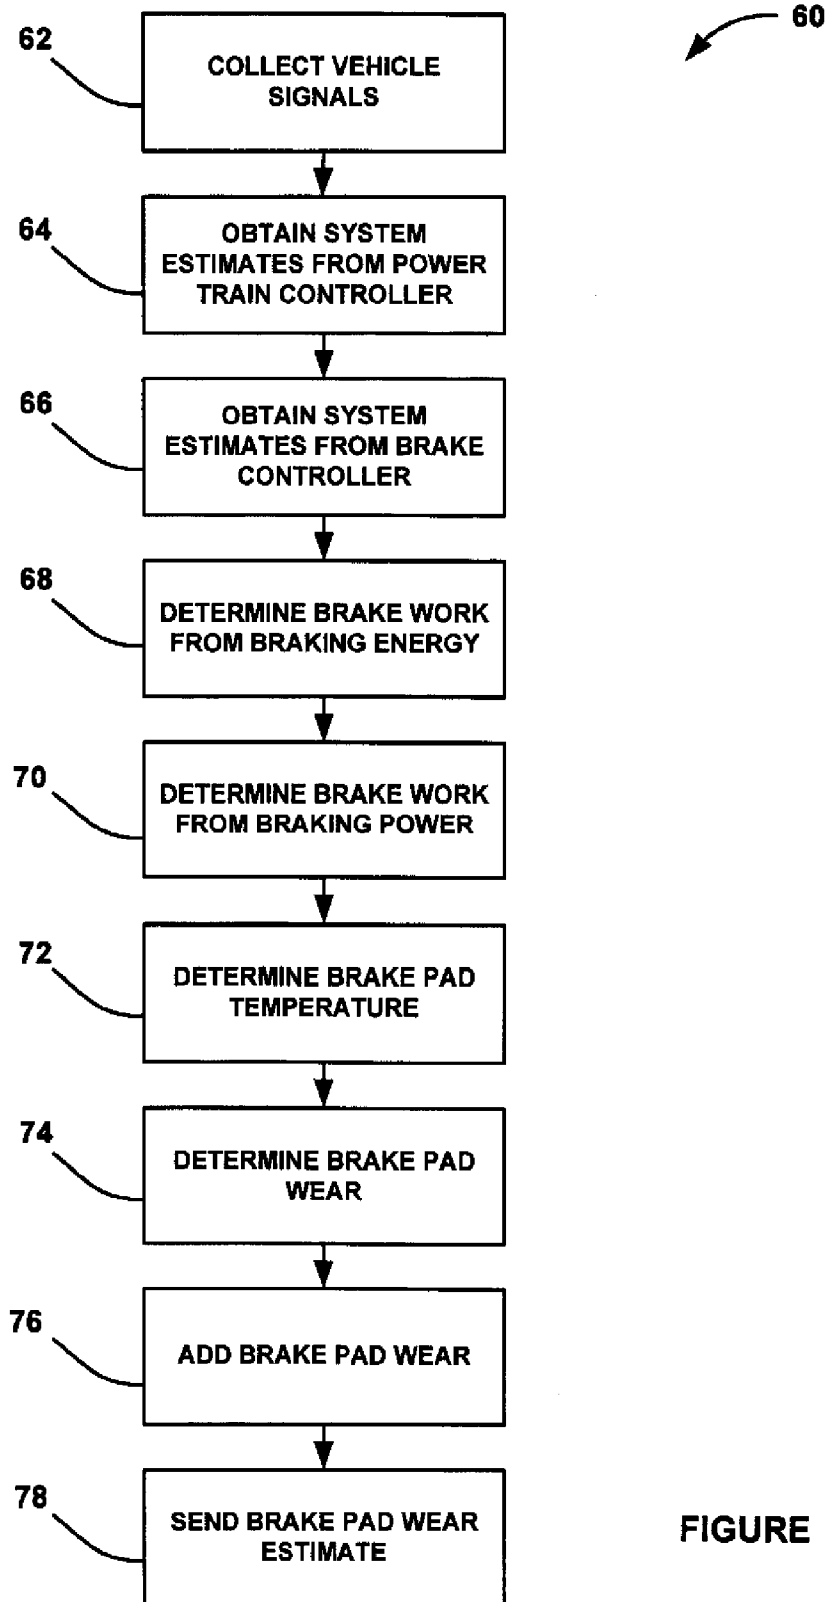 60
62
COLLECT VEHICLE
SIGNALS
64
OBTAIN SYSTEM
ESTIMATES FROM POWER
TRAIN CONTROLLER
66
OBTAIN SYSTEM
ESTIMATES FROM BRAKE
CONTROLLER
68
DETERMINE BRAKE WORK
FROM BRAKING ENERGY
70
DETERMINE BRAKE WORK
FROM BRAKING POWER
72
DETERMINE BRAKE PAD
TEMPERATURE
74
DETERMINE BRAKE PAD
WEAR
76
ADD BRAKE PAD WEAR
78
SEND BRAKE PAD WEAR
ESTIMATE
FIGURE